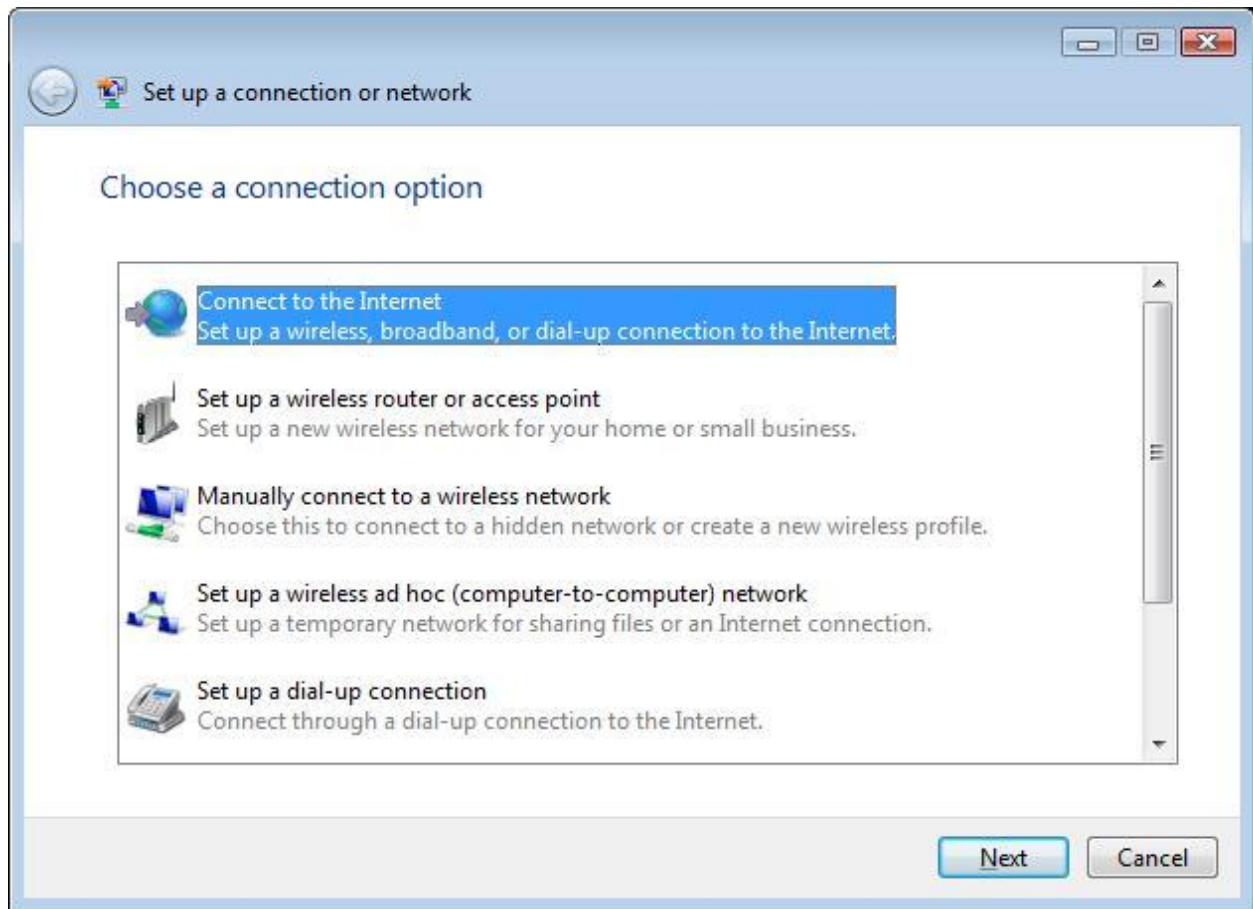 Set up a connection or network
Choose a connection option
Connect to the Internet
Set up a wireless, broadband, or dial-up connection to the Internet.
Set up a wireless router or access point
Set up a new wireless network for your home or small business.
Manually connect to a wireless network
Choose this to connect to a hidden network or create a new wireless profile.
Set up a wireless ad hoc (computer-to-computer) network
Set up a temporary network for sharing files or an Internet connection.
Set up a dial-up connection
Connect through a dial-up connection to the Internet.
Next Cancel